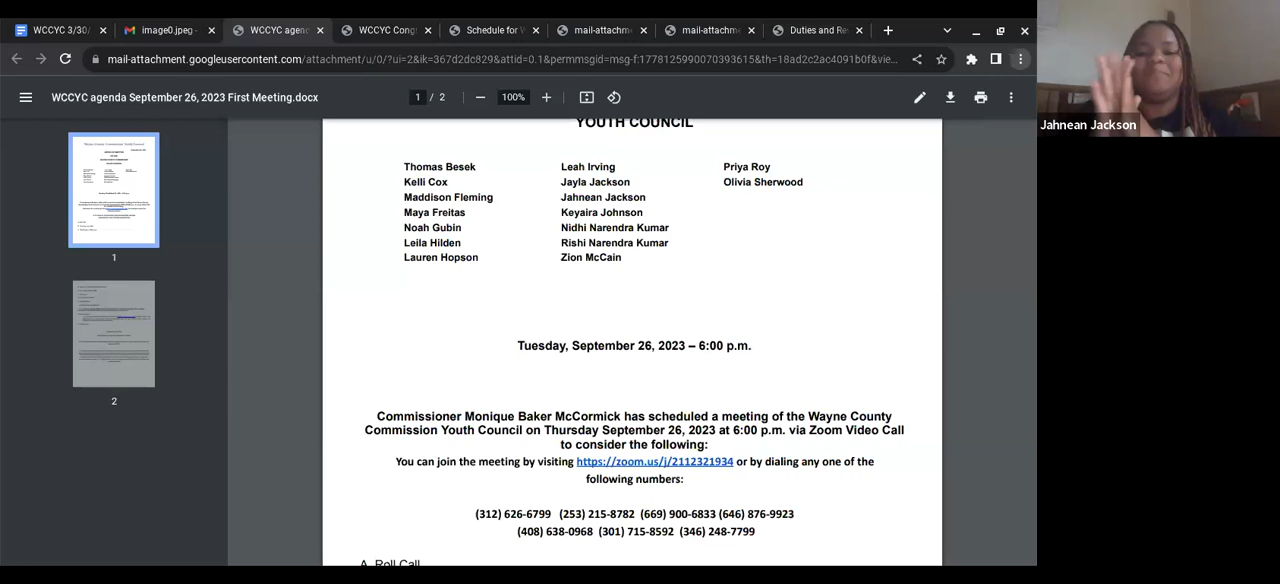 WCCYC 3/30/
image0.jpeg -
WCCYC agen
WCCYC Cong
Schedule for W
mail-attachm
mail-attachm
Duties and Re
mail-attachment.googleusercontent.com/attachment/u/0/?ui=2&ik=367d2dc829&attid=0.1&permmsgid=msg-f:1778125990070393615&th=18ad2c2ac4091b0f&vie...
WCCYC agenda September 26, 2023 First Meeting.docx
1 / 2
100%
Jahnean Jackson
YOUTH COUNCIL
Thomas Besek Leah Irving Priya Roy
Kelli Cox Jayla Jackson Olivia Sherwood
Maddison Fleming Jahnean Jackson
Maya Freitas Keyaira Johnson
Noah Gubin Nidhi Narendra Kumar
Leila Hilden Rishi Narendra Kumar
Lauren Hopson Zion McCain
Tuesday, September 26, 2023 – 6:00 p.m.
Commissioner Monique Baker McCormick has scheduled a meeting of the Wayne County
Commission Youth Council on Thursday September 26, 2023 at 6:00 p.m. via Zoom Video Call
to consider the following:
You can join the meeting by visiting https://zoom.us/j/2112321934 or by dialing any one of the
following numbers:
(312) 626-6799 (253) 215-8782 (669) 900-6833 (646) 876-9923
(408) 638-0968 (301) 715-8592 (346) 248-7799
A. Roll Call
1
2